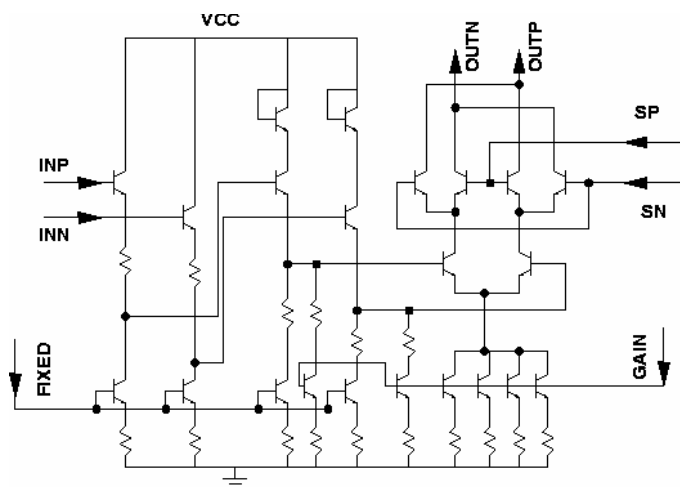 VCC
OUTN
OUTP
SP
INP
INN
SN
FIXED
GAIN